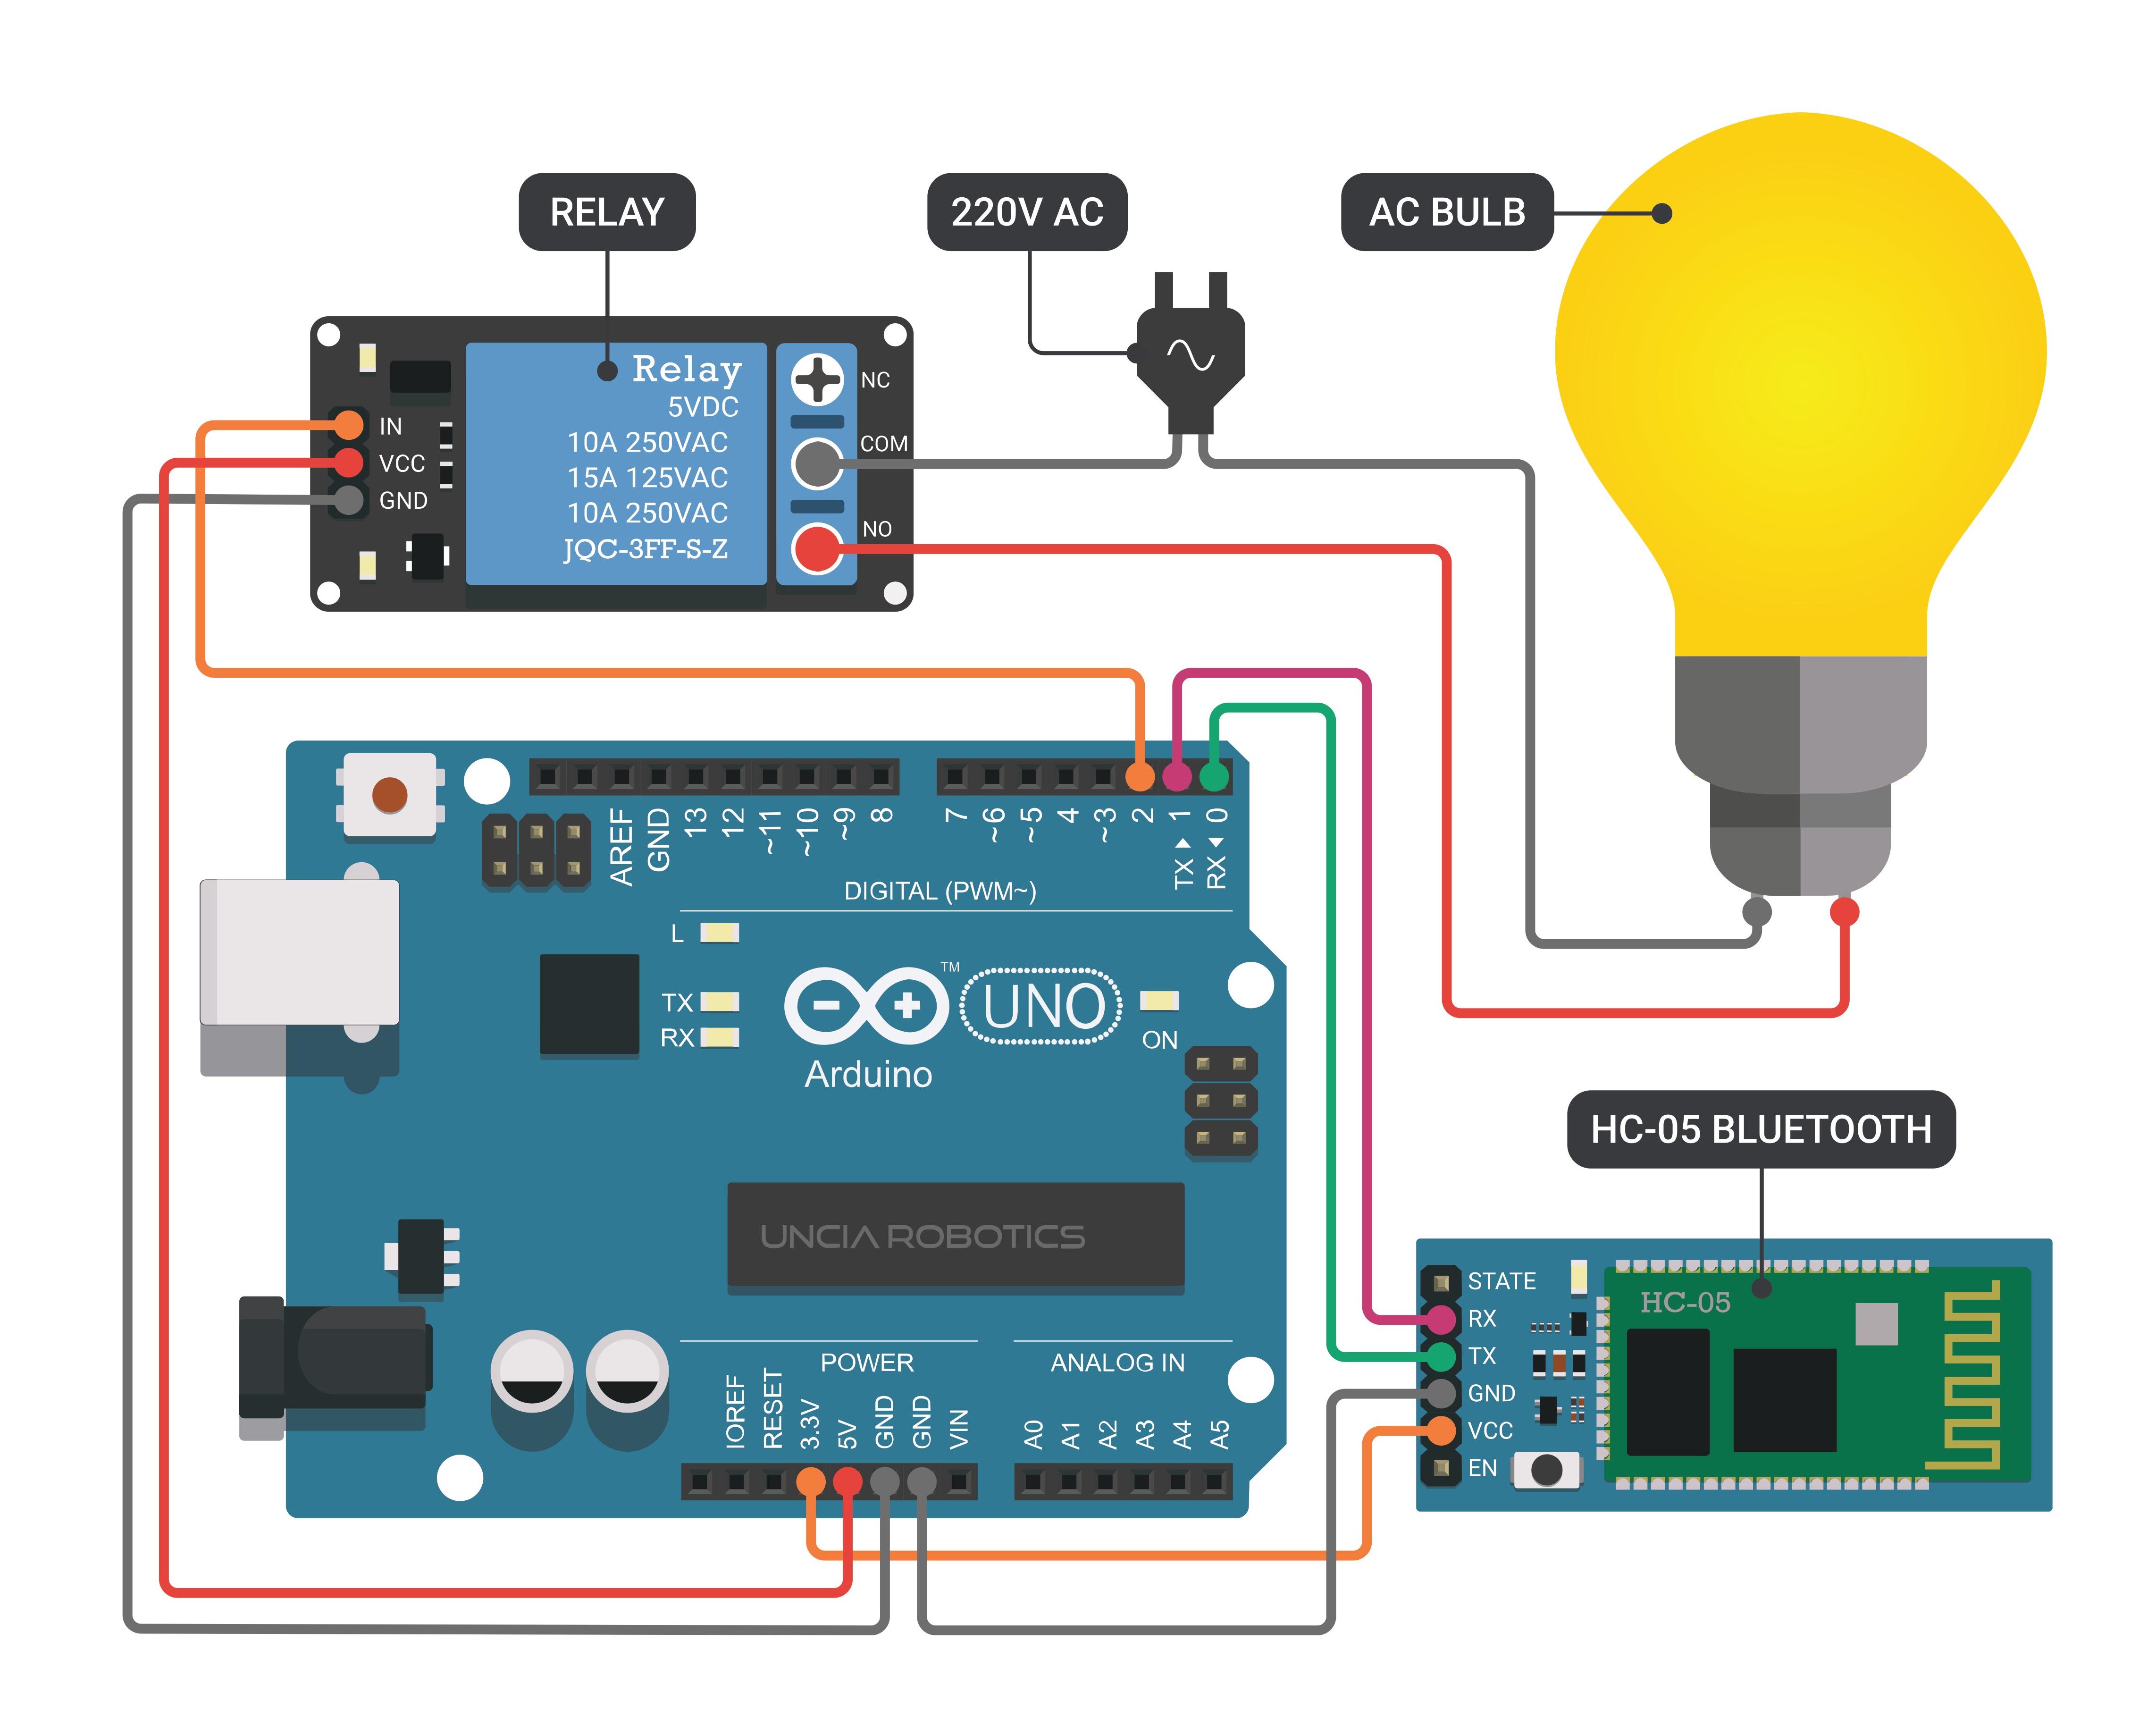 RELAY
220V AC
AC BULB
Relay
5VDC
10A 250VAC
15A 125VAC
10A 250VAC
JQC-3FF-S-Z
IN
VCC
GND
NC
COM
NO
AREF
GND
13
12
~11
~10
~9
8
7
~6
~5
4
~3
2
1
0
TX ▶
RX ◀
DIGITAL (PWM~)
L
TX
RX
TM
UNO
ON
Arduino
UNCIA ROBOTICS
POWER
ANALOG IN
IOREF
RESET
3.3V
5V
GND
GND
VIN
A0
A1
A2
A3
A4
A5
HC-05 BLUETOOTH
STATE
RX
TX
GND
VCC
EN
HC-05